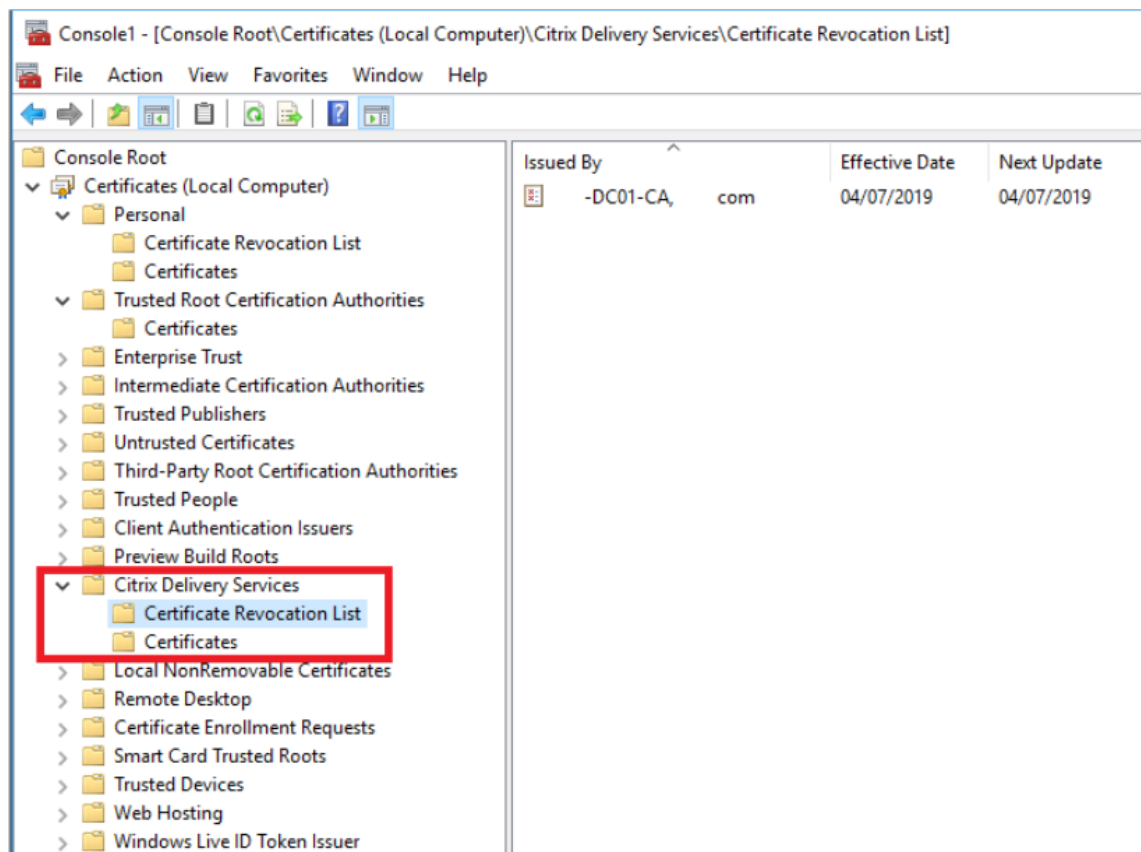 Console1 - [Console Root\Certificates (Local Computer)\Citrix Delivery Services\Certificate Revocation List]
File Action View Favorites Window Help
Console Root
Certificates (Local Computer)
Personal
Certificate Revocation List
Certificates
Trusted Root Certification Authorities
Certificates
Enterprise Trust
Intermediate Certification Authorities
Trusted Publishers
Untrusted Certificates
Third-Party Root Certification Authorities
Trusted People
Client Authentication Issuers
Preview Build Roots
Citrix Delivery Services
Certificate Revocation List
Certificates
Local NonRemovable Certificates
Remote Desktop
Certificate Enrollment Requests
Smart Card Trusted Roots
Trusted Devices
Web Hosting
Windows Live ID Token Issuer
Issued By Effective Date Next Update
-DC01-CA, com 04/07/2019 04/07/2019